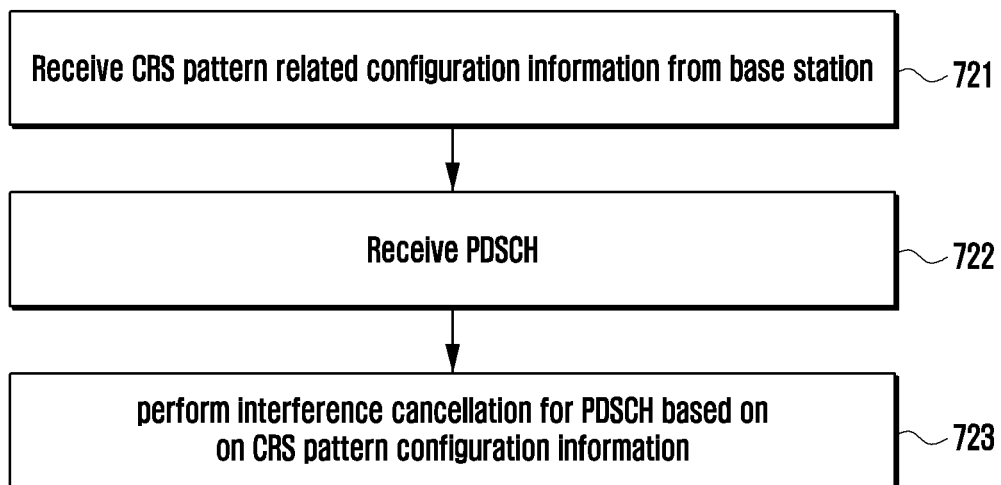 Receive CRS pattern related configuration information from base station
721
Receive PDSCH
722
perform interference cancellation for PDSCH based on
on CRS pattern configuration information
723